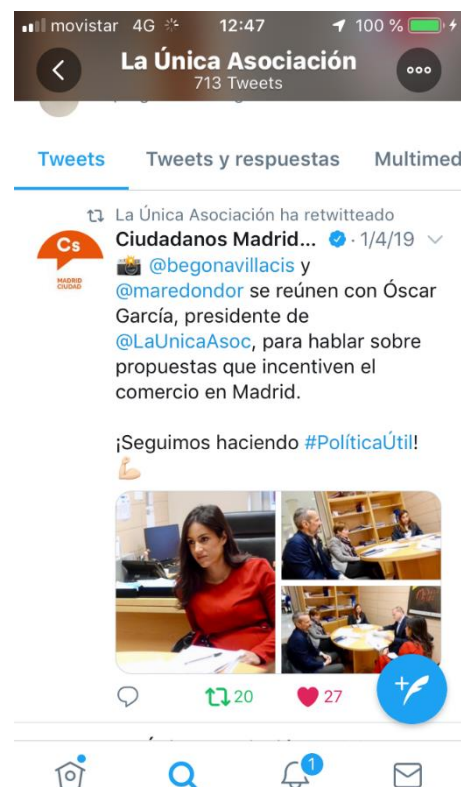 movistar 4G 12:47 100 %
La Única Asociación
713 Tweets
Tweets Tweets y respuestas Multimed
La Única Asociación ha retwitteado
Ciudadanos Madrid... · 1/4/19
Cs
MADRID
CIUDAD
@begonavillacis y
@maredondor se reúnen con Óscar
García, presidente de
@LaUnicaAsoc, para hablar sobre
propuestas que incentiven el
comercio en Madrid.
¡Seguimos haciendo #PolíticaÚtil!
20 27
1